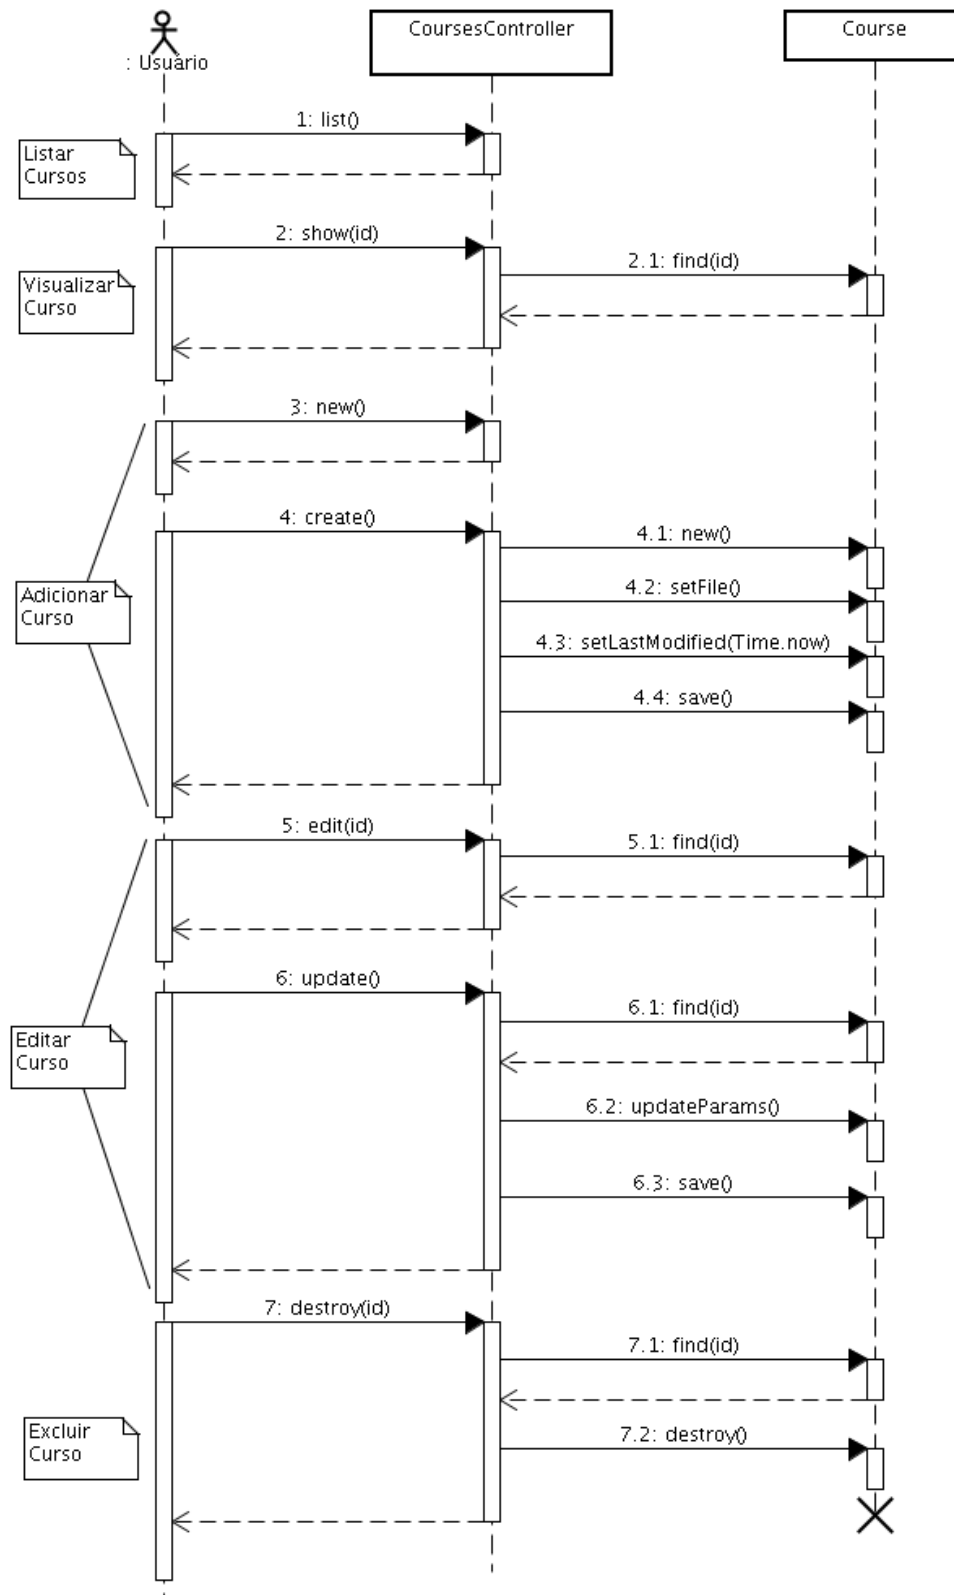 : Usuário
CoursesController
Course
1: list()
Listar
Cursos
2: show(id)
2.1: find(id)
Visualizar
Curso
3: new()
4: create()
4.1: new()
4.2: setFile()
Adicionar
Curso
4.3: setLastModified(Time.now)
4.4: save()
5: edit(id)
5.1: find(id)
6: update()
6.1: find(id)
Editar
Curso
6.2: updateParams()
6.3: save()
7: destroy(id)
7.1: find(id)
Excluir
Curso
7.2: destroy()